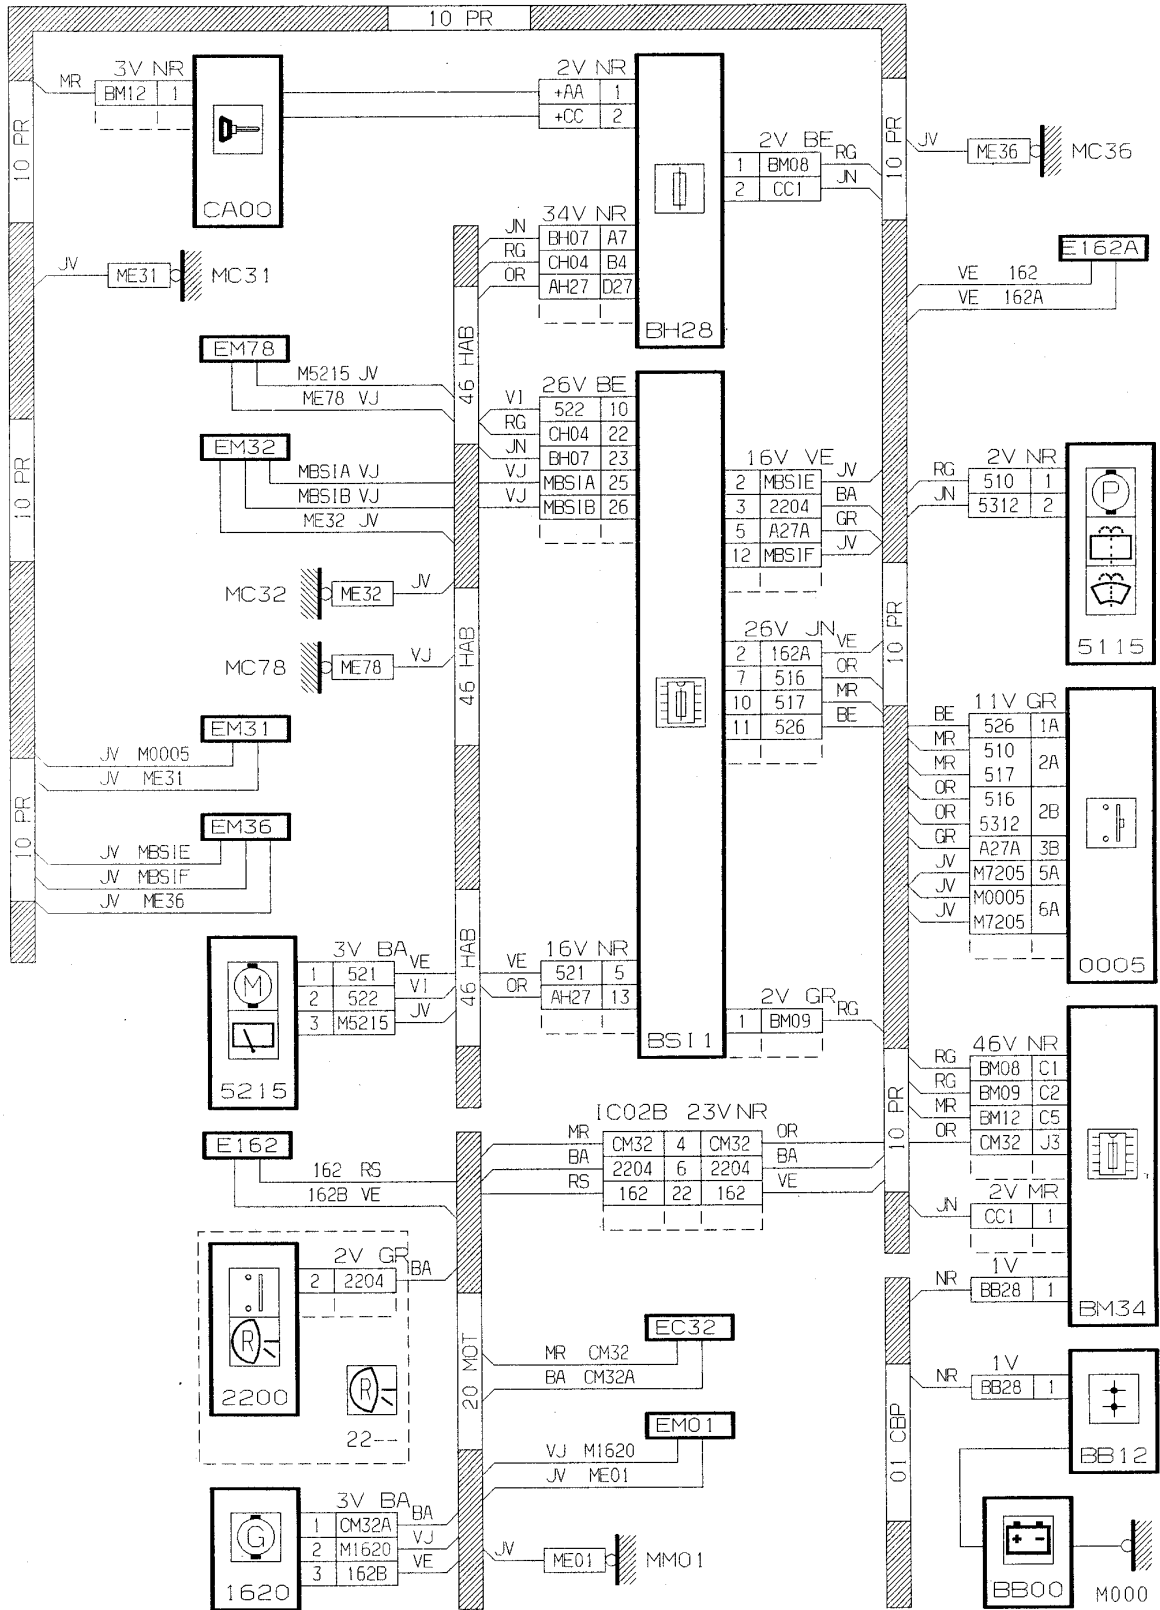 10 PR
MR
3V NR
BM12 1
CA00
2V NR
+AA 1
+CC 2
2V BE
1 BM08 RG
2 CC1 JN
10 PR
10 PR
JV ME36 MC36
34V NR
JN BH07 A7
RG CH04 B4
OR AH27 D27
BH28
E162A
VE 162
VE 162A
JV ME31 MC31
EM78
M5215 JV
ME78 VJ
46 HAB
26V BE
VI 522 10
RG CH04 22
JN BH07 23
VJ MBSIA 25
VJ MBSIB 26
EM32
MBSIA VJ
MBSIB VJ
ME32 JV
10 PR
16V VE
2 MBSIE JV
3 2204 BA
5 A27A GR
12 MBSIF JV
2V NR
RG 510 1
JN 5312 2
P
5115
MC32 ME32 JV
MC78 ME78 VJ
46 HAB
26V JN
2 162A VE
7 516 OR
10 517 MR
11 526 BE
10 PR
EM31
JV M0005
JV ME31
11V GR
BE 526 1A
MR 510
MR 517 2A
OR 516
OR 5312 2B
GR A27A 3B
JV M7205 5A
JV M0005
JV M7205 6A
0005
EM36
JV MBSIE
JV MBSIF
JV ME36
10 PR
3V BA
1 521 VE
2 522 VI
3 M5215 JV
M
5215
46 HAB
16V NR
VE 521 5
OR AH27 13
BSI1
2V GR
1 BM09 RG
46V NR
RG BM08 C1
RG BM09 C2
MR BM12 C5
OR CM32 J3
10 PR
2V MR
JN CC1 1
1V
NR BB28 1
BM34
IC02B 23V NR
MR CM32 4 CM32 OR
BA 2204 6 2204 BA
RS 162 22 162 VE
E162
162 RS
162B VE
2V GR
2 2204 BA
R
2200
R
22--
20 MOT
EC32
MR CM32
BA CM32A
EM01
VJ M1620
JV ME01
01 CBP
1V
NR BB28 1
BB12
3V BA
1 CM32A BA
2 M1620 VJ
3 162B VE
G
1620
JV ME01 MM01
+ -
BB00
M000